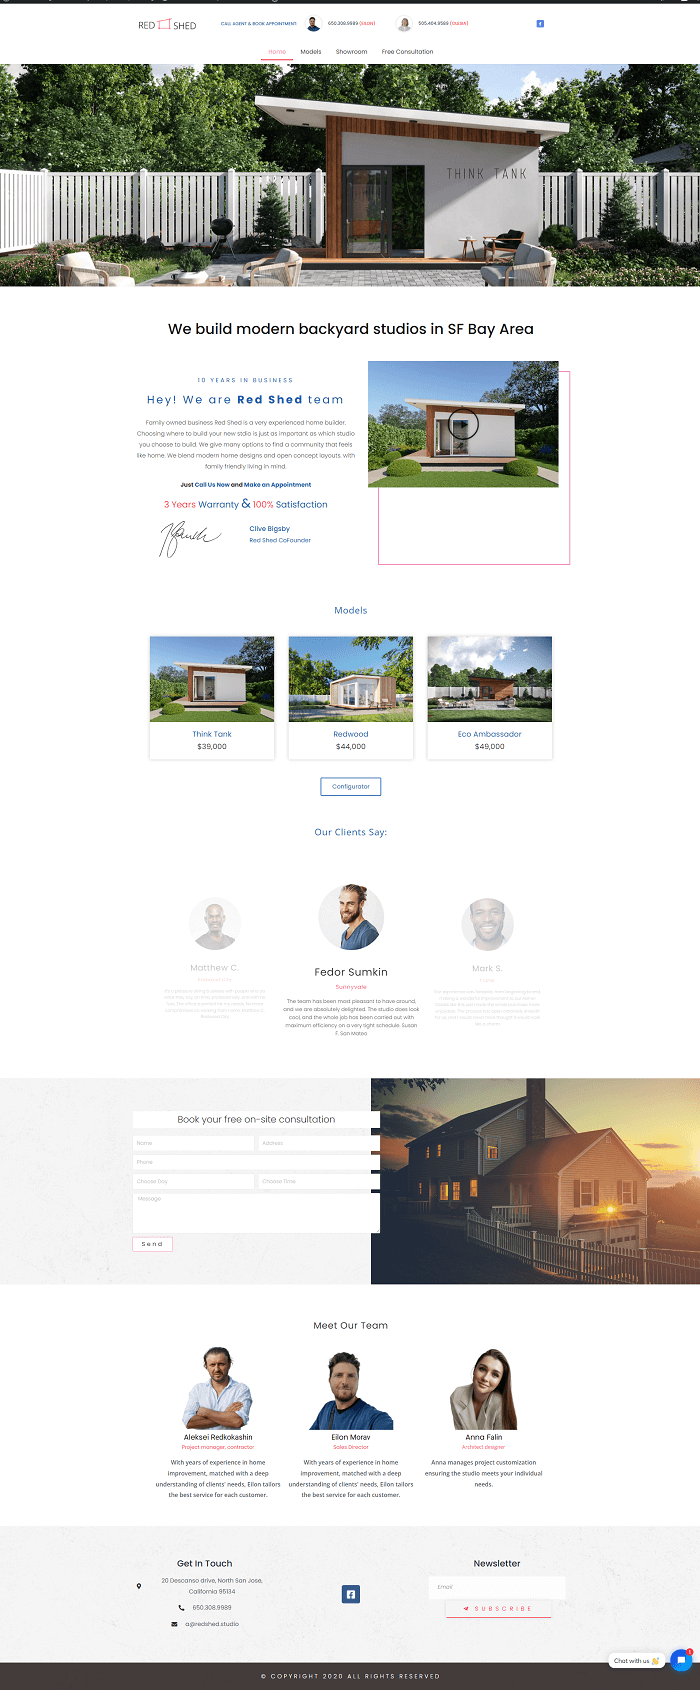 RED SHED
CALL AGENT & BOOK APPOINTMENT:
650.308.9989 (EILON)
505.404.9589
Home
Models
Showroom
Free Consultation
THINK TANK
We build modern backyard studios in SF Bay Area
10 YEARS IN BUSINESS
Hey! We are Red Shed team
Family owned business Red Shed is a very experienced home builder.
Choosing where to build your new stdio is just as important as which studio
you choose to build. We give many options to find a community that feels
like home. We blend modern home designs and open concept layouts with
family friendly living in mind.
Just Call Us Now and Make an Appointment
3 Years Warranty & 100% Satisfaction
Clive Bigsby
Red Shed CoFounder
Models
Think Tank
$39,000
Redwood
$44,000
Eco Ambassador
$49,000
Configurator
Our Clients Say:
Matthew C.
Fedor Sumkin
Sunnyvale
The team has been most pleasant to have around,
and we are absolutely delighted. The studio does look
cool, and the whole job has been carried out with
maximum efficiency on a very tight schedule. Susan
F. San Mateo
Mark S.
Book your free on-site consultation
Name
Address
Phone
Choose Day
Choose Time
Message
Send
Meet Our Team
Aleksei Redkokashin
Project manager, contractor
With years of experience in home
improvement, matched with a deep
understanding of clients' needs, Eilon tailors
the best service for each customer.
Eilon Morav
Sales Director
With years of experience in home
improvement, matched with a deep
understanding of clients' needs, Eilon tailors
the best service for each customer.
Anna Falin
Architect designer
Anna manages project customization
ensuring the studio meets your individual
needs.
Get In Touch
20 Descanso drive, North San Jose,
California 95134
650.308.9989
a@redshed.studio
Newsletter
Email
SUBSCRIBE
Chat with us
1
© COPYRIGHT 2020 ALL RIGHTS RESERVED